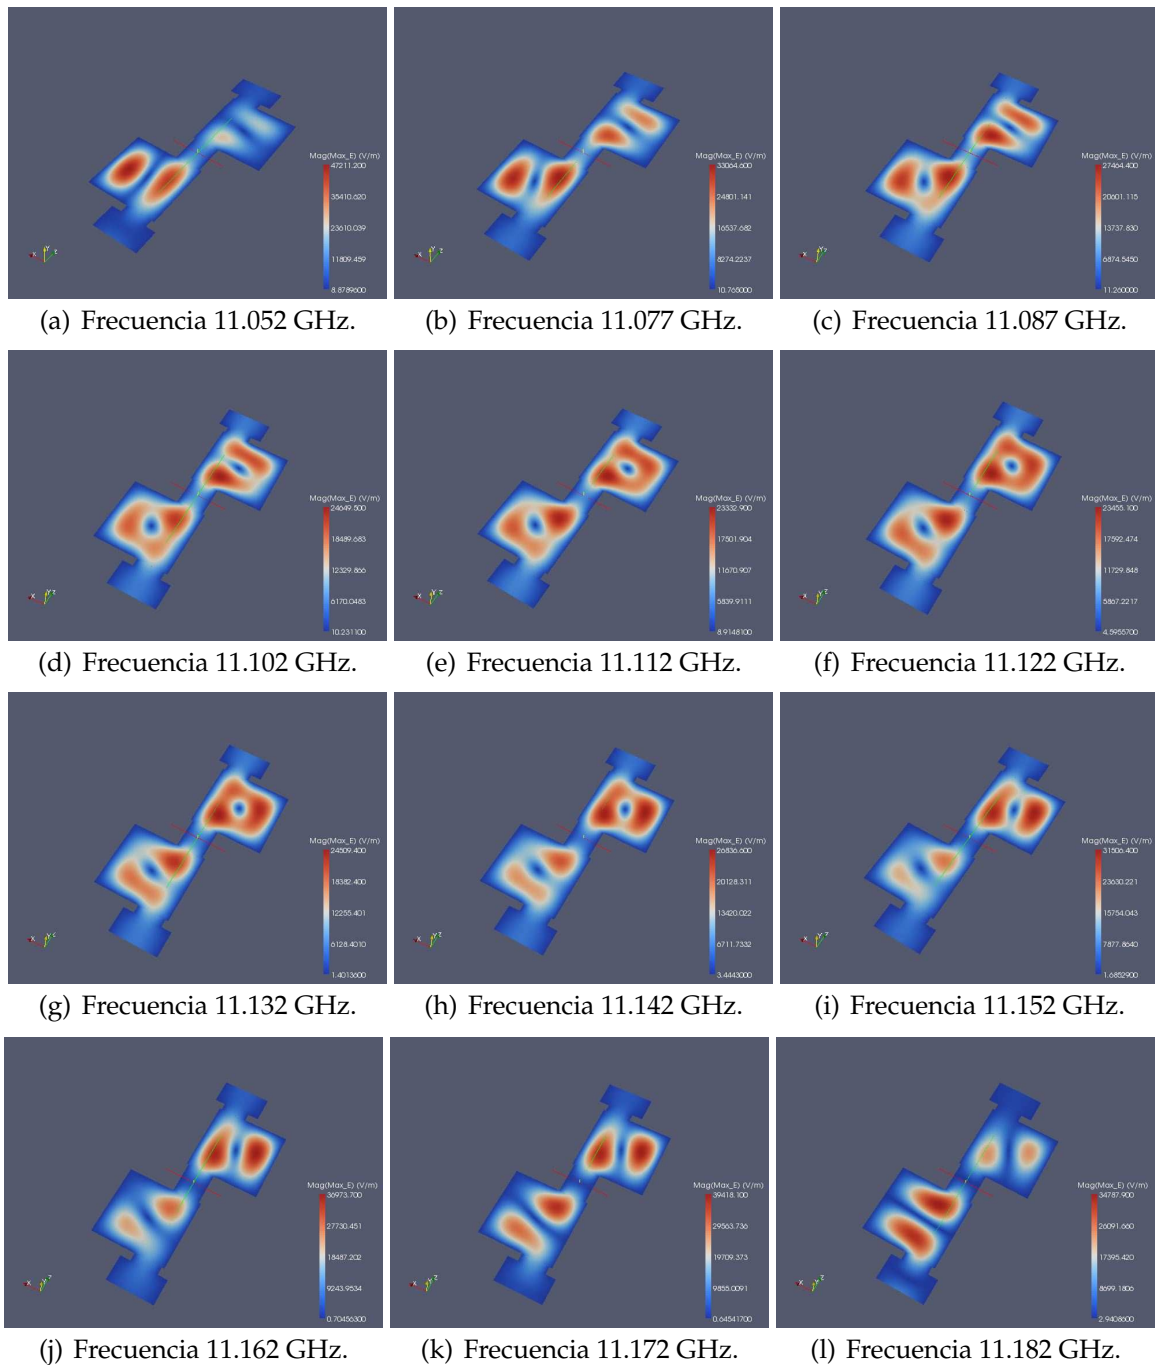 Mag(Max_E) (V/m)
47211.200
35410.620
23610.039
11809.459
8.8789600
(a) Frecuencia 11.052 GHz.
Mag(Max_E) (V/m)
33064.600
24801.141
16537.682
8274.2237
10.765000
(b) Frecuencia 11.077 GHz.
Mag(Max_E) (V/m)
27464.400
20601.115
13737.830
6874.5450
11.260000
(c) Frecuencia 11.087 GHz.
Mag(Max_E) (V/m)
24649.500
18489.683
12329.866
6170.0483
10.231100
(d) Frecuencia 11.102 GHz.
Mag(Max_E) (V/m)
23332.900
17501.904
11670.907
5839.9111
8.9148100
(e) Frecuencia 11.112 GHz.
Mag(Max_E) (V/m)
23455.100
17592.474
11729.848
5867.2217
4.5955700
(f) Frecuencia 11.122 GHz.
Mag(Max_E) (V/m)
24509.400
18382.400
12255.401
6128.4010
1.4013600
(g) Frecuencia 11.132 GHz.
Mag(Max_E) (V/m)
26836.600
20128.311
13420.022
6711.7332
3.4443000
(h) Frecuencia 11.142 GHz.
Mag(Max_E) (V/m)
31506.400
23630.221
15754.043
7877.8640
1.6852900
(i) Frecuencia 11.152 GHz.
Mag(Max_E) (V/m)
36973.700
27730.451
18487.202
9243.9534
0.70456300
(j) Frecuencia 11.162 GHz.
Mag(Max_E) (V/m)
39418.100
29563.736
19709.373
9855.0091
0.64541700
(k) Frecuencia 11.172 GHz.
Mag(Max_E) (V/m)
34787.900
26091.660
17395.420
8699.1806
2.9408600
(l) Frecuencia 11.182 GHz.